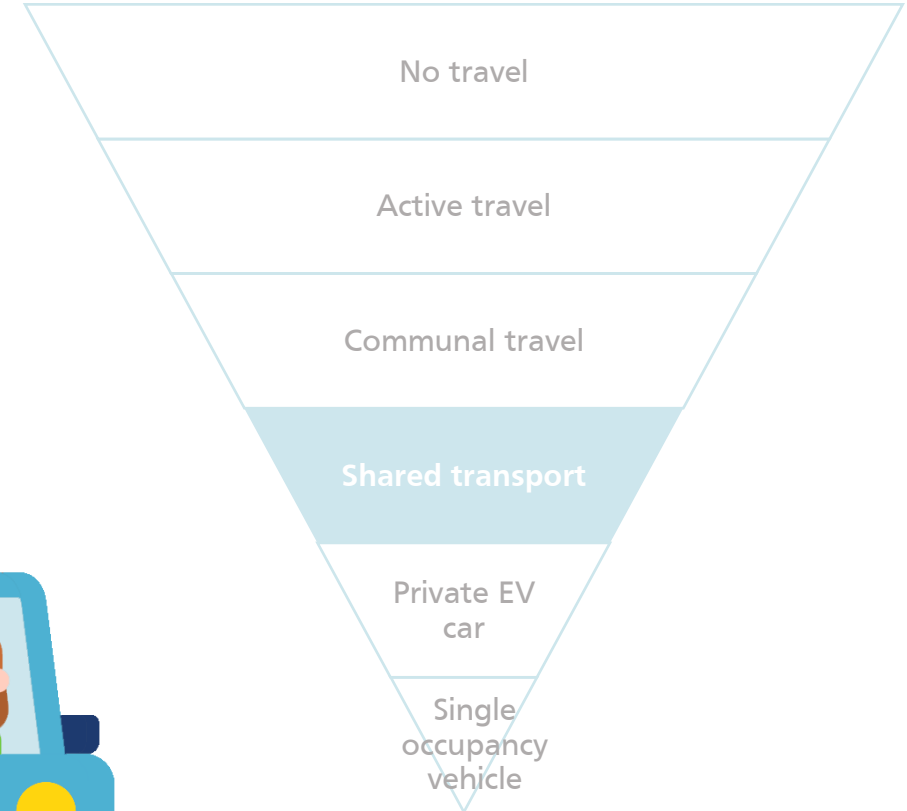 No travel
Active travel
Communal travel
Shared transport
Private EV
car
Single
occupancy
vehicle